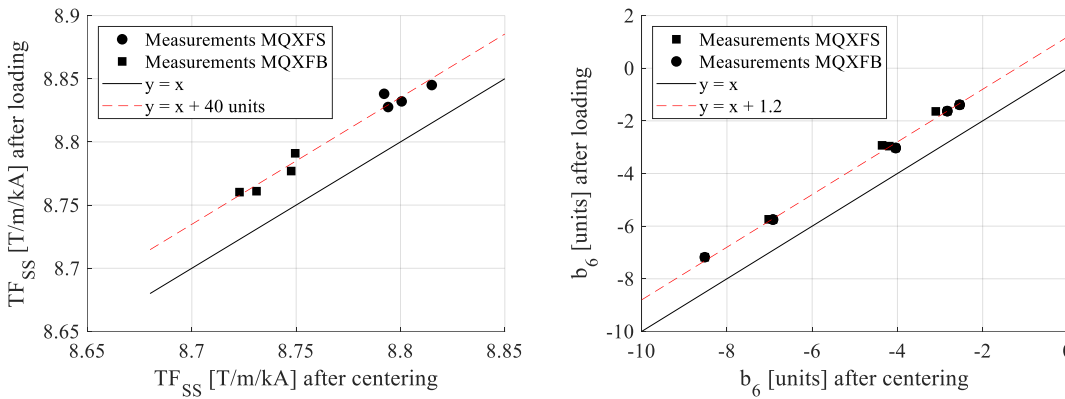 8.9
8.85
8.8
8.75
8.7
8.65
8.65
8.7
8.75
8.8
8.85
TF_SS [T/m/kA] after loading
TF_SS [T/m/kA] after centering
Measurements MQXFS
Measurements MQXFB
y = x
y = x + 40 units
2
0
-2
-4
-6
-8
-10
-10
-8
-6
-4
-2
0
b_6 [units] after loading
b_6 [units] after centering
Measurements MQXFS
Measurements MQXFB
y = x
y = x + 1.2